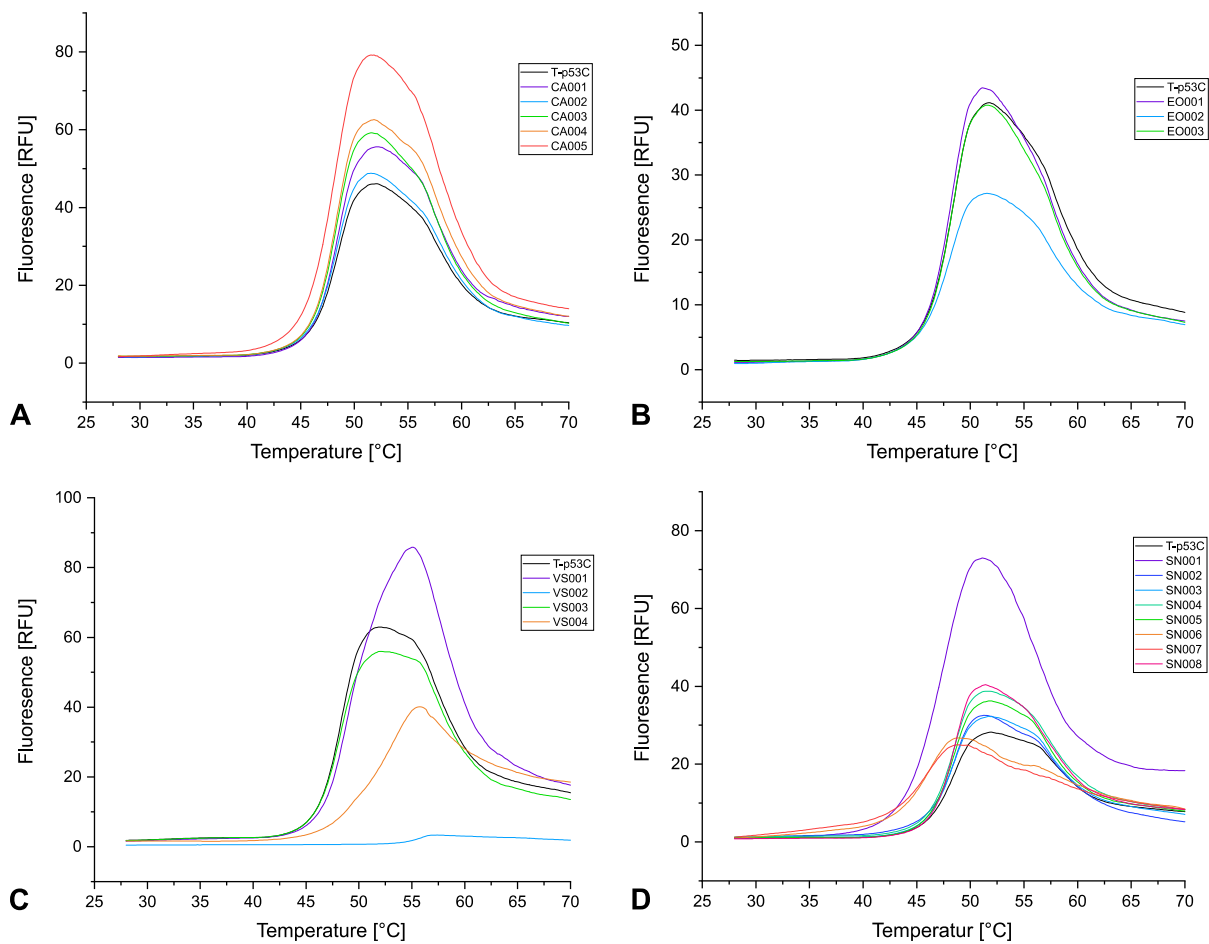 Fluoresence [RFU]
80
60
40
20
0
25 30 35 40 45 50 55 60 65 70
Temperature [°C]
T-p53C
CA001
CA002
CA003
CA004
CA005
A
Fluoresence [RFU]
50
40
30
20
10
0
25 30 35 40 45 50 55 60 65 70
Temperature [°C]
T-p53C
EO001
EO002
EO003
B
Fluoresence [RFU]
100
80
60
40
20
0
25 30 35 40 45 50 55 60 65 70
Temperature [°C]
T-p53C
VS001
VS002
VS003
VS004
C
Fluoresence [RFU]
80
60
40
20
0
25 30 35 40 45 50 55 60 65 70
Temperatur [°C]
T-p53C
SN001
SN002
SN003
SN004
SN005
SN006
SN007
SN008
D